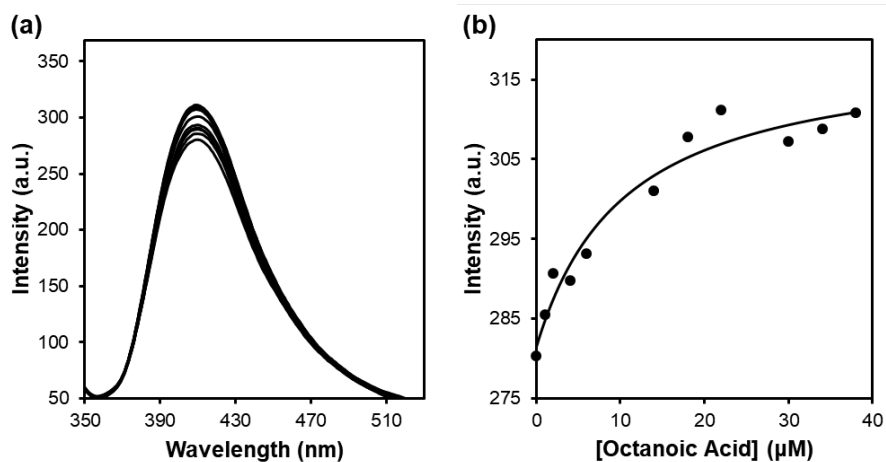 (a)
350
300
250
200
150
100
50
Intensity (a.u.)
350 390 430 470 510
Wavelength (nm)
(b)
315
305
295
285
275
Intensity (a.u.)
0 10 20 30 40
[Octanoic Acid] (µM)